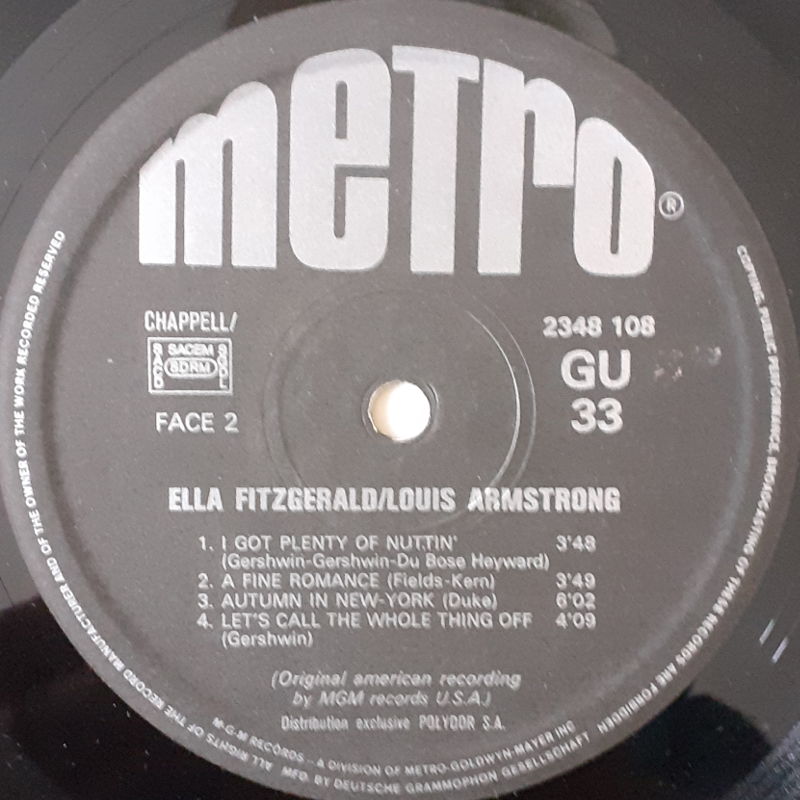 metro®
CHAPPELL/
SACD
SACEM
SDRM
SGDL
FACE 2
2348 108
GU
33
ELLA FITZGERALD/LOUIS ARMSTRONG
1. I GOT PLENTY OF NUTTIN' 3'48
(Gershwin-Gershwin-Du Bose Heyward)
2. A FINE ROMANCE (Fields-Kern) 3'49
3. AUTUMN IN NEW-YORK (Duke) 6'02
4. LET'S CALL THE WHOLE THING OFF 4'09
(Gershwin)
(Original american recording
by MGM records U.S.A.)
Distribution exclusive POLYDOR S.A.
M-G-M RECORDS - A DIVISION OF METRO-GOLDWYN-MAYER INC
ALL RIGHTS OF THE RECORD MANUFACTURER AND OF THE OWNER OF THE WORK RECORDED RESERVED
COPYING, PUBLIC PERFORMANCE, BROADCASTING OF THESE RECORDS ARE FORBIDDEN
MFD. BY DEUTSCHE GRAMMOPHON GESELLSCHAFT